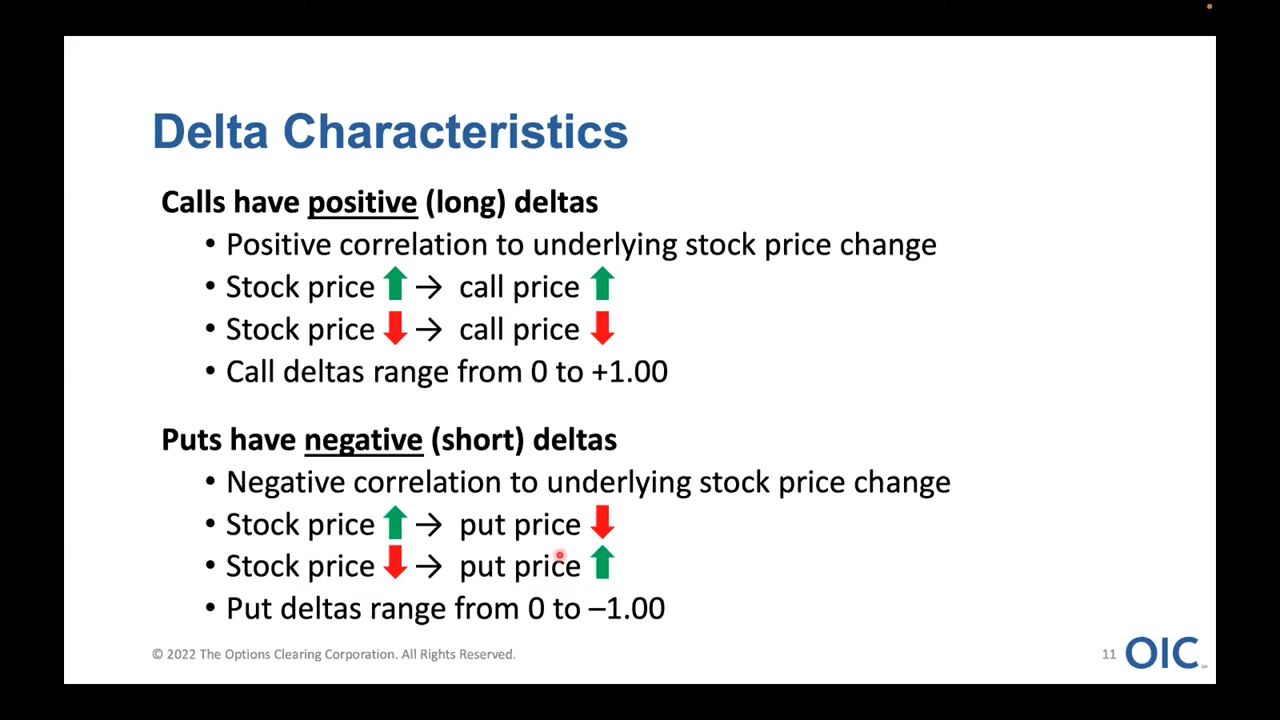 Delta Characteristics
Calls have positive (long) deltas
• Positive correlation to underlying stock price change
• Stock price ⬆ → call price ⬆
• Stock price ⬇ → call price ⬇
• Call deltas range from 0 to +1.00
Puts have negative (short) deltas
• Negative correlation to underlying stock price change
• Stock price ⬆ → put price ⬇
• Stock price ⬇ → put price ⬆
• Put deltas range from 0 to –1.00
© 2022 The Options Clearing Corporation. All Rights Reserved.
11 OIC